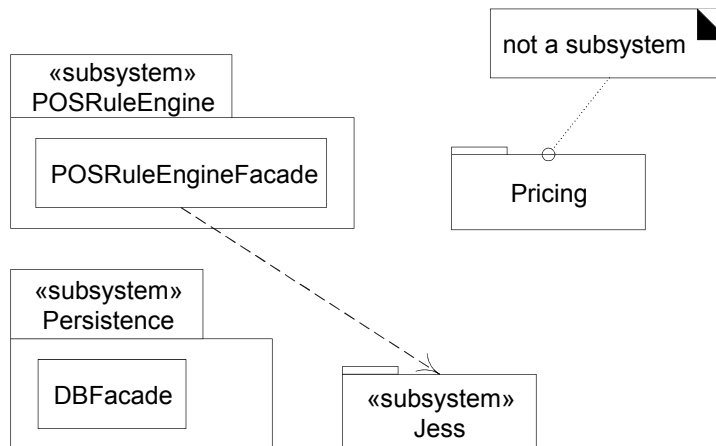 not a subsystem
«subsystem»
POSRuleEngine
POSRuleEngineFacade
Pricing
«subsystem»
Persistence
DBFacade
«subsystem»
Jess